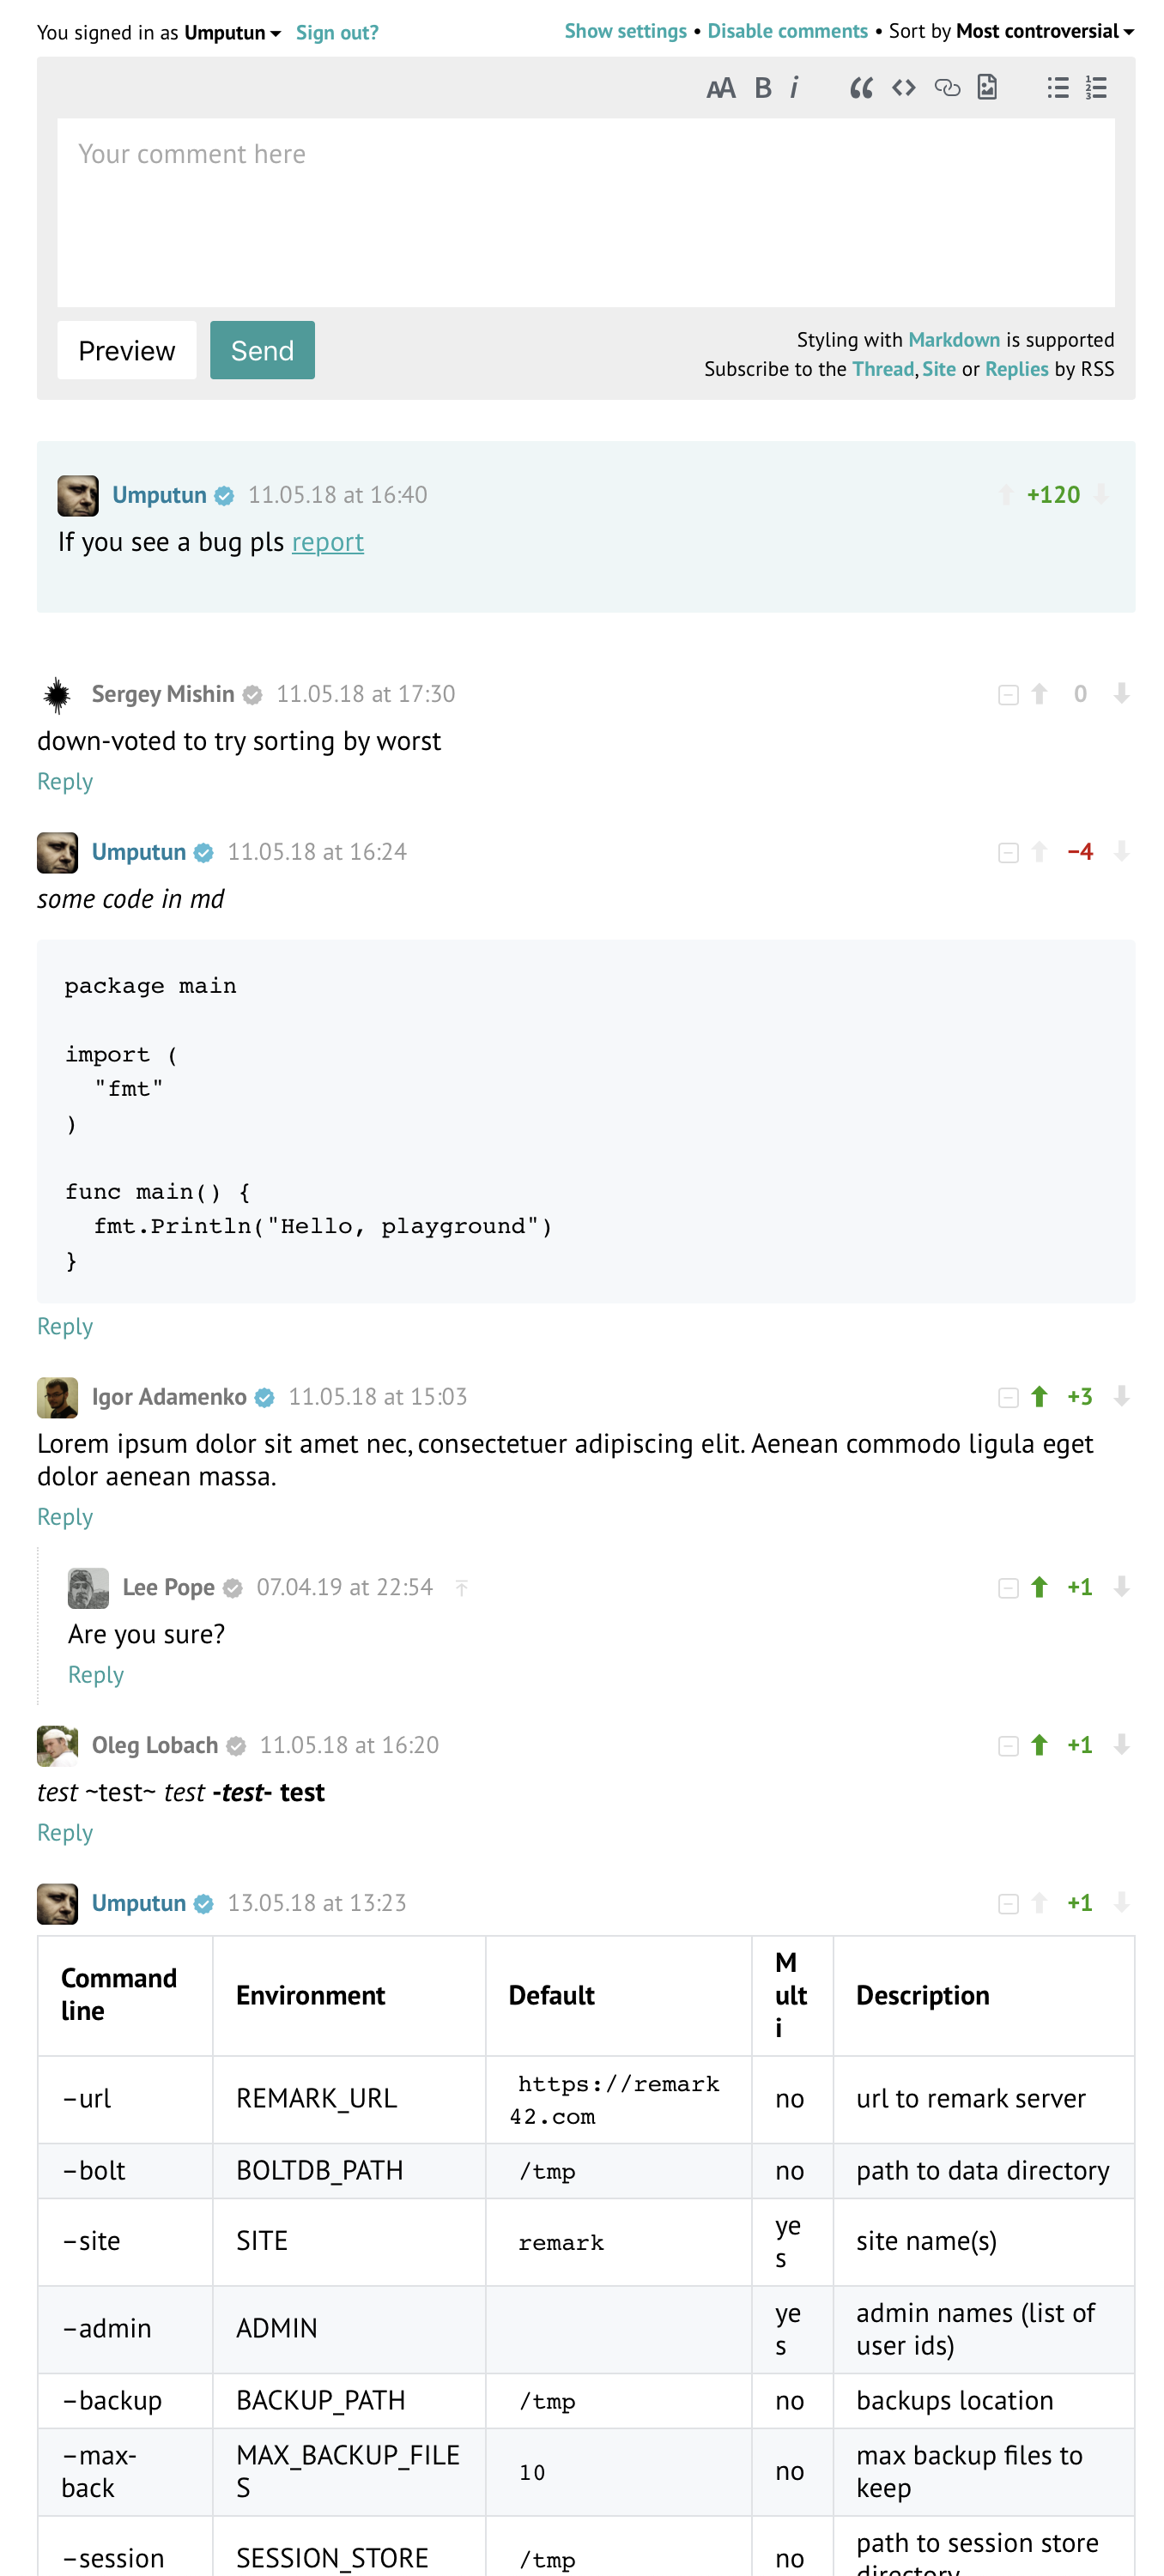 You signed in as Umputun Sign out?
Show settings • Disable comments • Sort by Most controversial
AA B i
Your comment here
Preview
Send
Styling with Markdown is supported
Subscribe to the Thread, Site or Replies by RSS
Umputun 11.05.18 at 16:40 +120
If you see a bug pls report
Sergey Mishin 11.05.18 at 17:30 0
down-voted to try sorting by worst
Reply
Umputun 11.05.18 at 16:24 −4
some code in md
package main
import (
"fmt"
)
func main() {
fmt.Println("Hello, playground")
}
Reply
Igor Adamenko 11.05.18 at 15:03 +3
Lorem ipsum dolor sit amet nec, consectetuer adipiscing elit. Aenean commodo ligula eget
dolor aenean massa.
Reply
Lee Pope 07.04.19 at 22:54 +1
Are you sure?
Reply
Oleg Lobach 11.05.18 at 16:20 +1
test ~test~ test -test- test
Reply
Umputun 13.05.18 at 13:23 +1
Command
line
Environment
Default
M
ult
i
Description
–url
REMARK_URL
https://remark
42.com
no
url to remark server
–bolt
BOLTDB_PATH
/tmp
no
path to data directory
–site
SITE
remark
ye
s
site name(s)
–admin
ADMIN
ye
s
admin names (list of
user ids)
–backup
BACKUP_PATH
/tmp
no
backups location
–max-
back
MAX_BACKUP_FILE
S
10
no
max backup files to
keep
–session
SESSION_STORE
/tmp
no
path to session store
directory